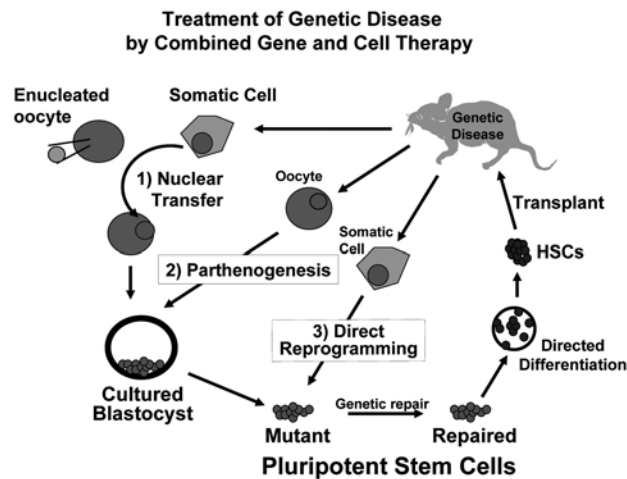 Treatment of Genetic Disease
by Combined Gene and Cell Therapy
Enucleated
oocyte
Somatic Cell
Genetic
Disease
1) Nuclear
Transfer
Oocyte
Somatic
Cell
Transplant
HSCs
2) Parthenogenesis
3) Direct
Reprogramming
Directed
Differentiation
Cultured
Blastocyst
Mutant
Genetic repair
Repaired
Pluripotent Stem Cells